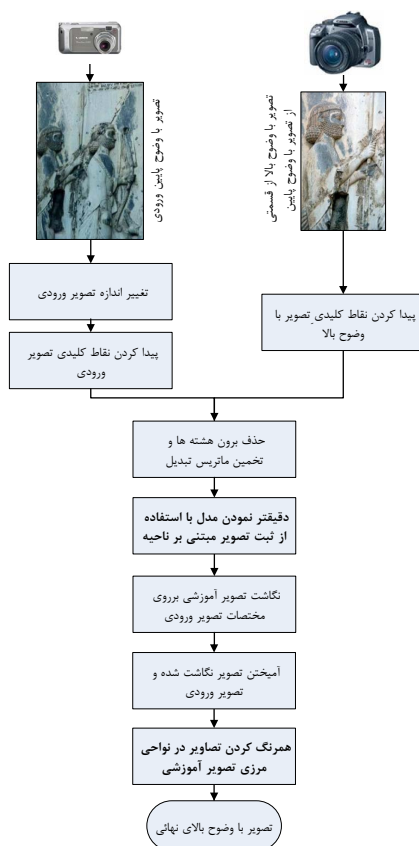 تصویر با وضوح پایین ورودی
تصویر با وضوح بالا از قسمتی
از تصویر با وضوح پایین
تغییر اندازه تصویر ورودی
پیدا کردن نقاط کلیدی تصویر
ورودی
پیدا کردن نقاط کلیدی ِتصویر با
وضوح بالا
حذف برون هشته ها و
تخمین ماتریس تبدیل
دقیقتر نمودن مدل با استفاده
از ثبت تصویر مبتنی بر ناحیه
نگاشت تصویر آموزشی برروی
مختصات تصویر ورودی
آمیختن تصویر نگاشت شده و
تصویر ورودی
همرنگ کردن تصاویر در نواحی
مرزی تصویر آموزشی
تصویر با وضوح بالای نهائی